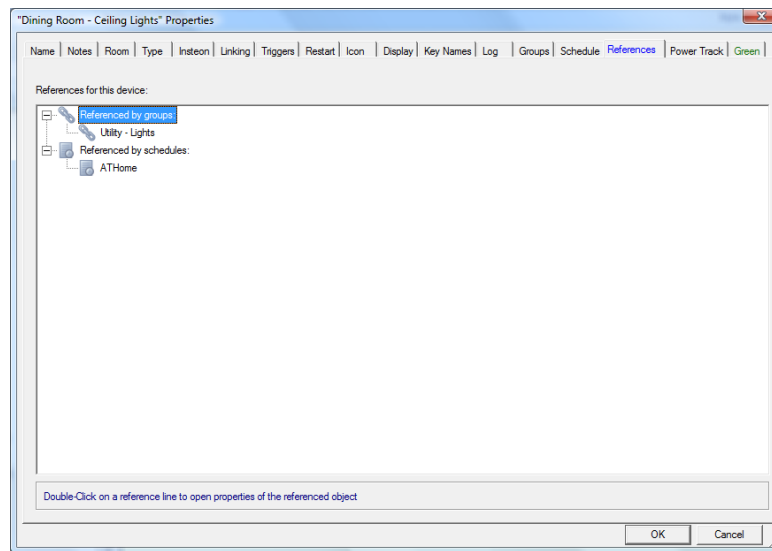 "Dining Room - Ceiling Lights" Properties
Name Notes Room Type Insteon Linking Triggers Restart Icon Display Key Names Log Groups Schedule References Power Track Green
References for this device:
Referenced by groups:
Utility - Lights
Referenced by schedules:
ATHome
Double-Click on a reference line to open properties of the referenced object
OK Cancel